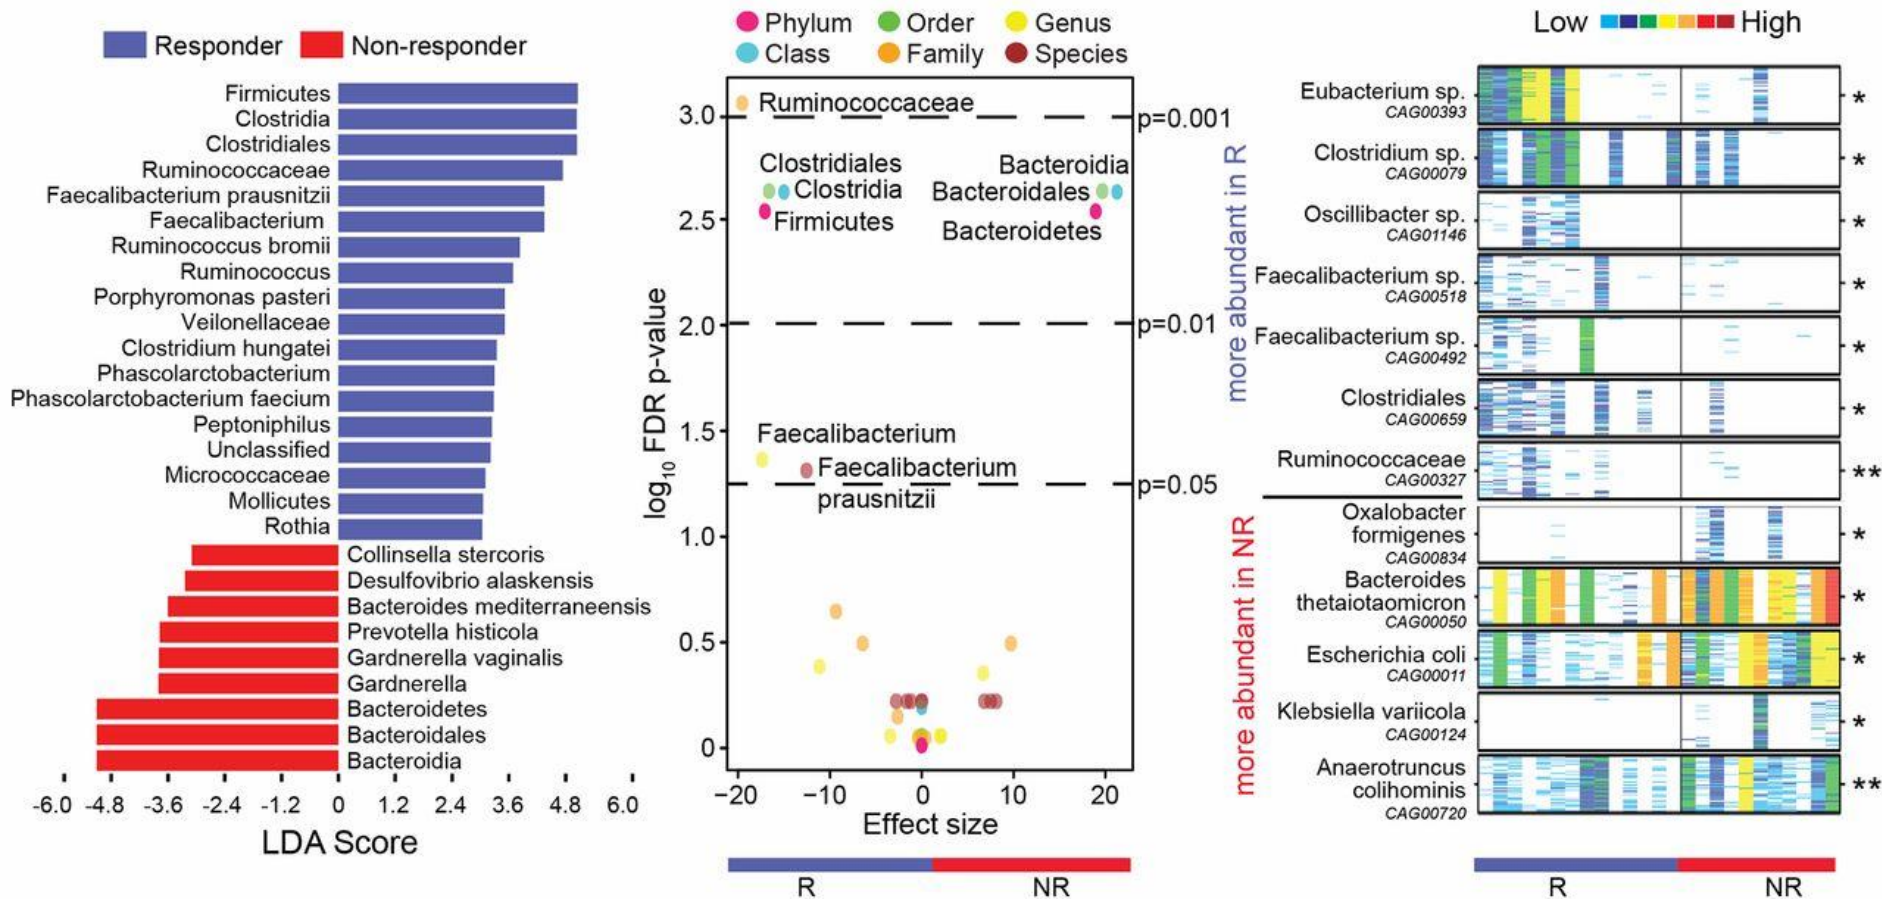 Responder Non-responder
Firmicutes
Clostridia
Clostridiales
Ruminococcaceae
Faecalibacterium prausnitzii
Faecalibacterium
Ruminococcus bromii
Ruminococcus
Porphyromonas pasteri
Veilonellaceae
Clostridium hungatei
Phascolarctobacterium
Phascolarctobacterium faecium
Peptoniphilus
Unclassified
Micrococcaceae
Mollicutes
Rothia
Collinsella stercoris
Desulfovibrio alaskensis
Bacteroides mediterraneensis
Prevotella histicola
Gardnerella vaginalis
Gardnerella
Bacteroidetes
Bacteroidales
Bacteroidia
-6.0 -4.8 -3.6 -2.4 -1.2 0 1.2 2.4 3.6 4.8 6.0
LDA Score
Phylum Order Genus
Class Family Species
log10 FDR p-value
3.0
2.5
2.0
1.5
1.0
0.5
0
Ruminococcaceae
p=0.001
Clostridiales
Clostridia
Firmicutes
Bacteroidia
Bacteroidales
Bacteroidetes
p=0.01
Faecalibacterium
Faecalibacterium
prausnitzii
p=0.05
−20 −10 0 10 20
Effect size
R NR
Low High
more abundant in R
Eubacterium sp. *
CAG00393
Clostridium sp. *
CAG00079
Oscillibacter sp. *
CAG01146
Faecalibacterium sp. *
CAG00518
Faecalibacterium sp. *
CAG00492
Clostridiales *
CAG00659
Ruminococcaceae **
CAG00327
more abundant in NR
Oxalobacter
formigenes *
CAG00834
Bacteroides
thetaiotaomicron *
CAG00050
Escherichia coli *
CAG00011
Klebsiella variicola *
CAG00124
Anaerotruncus
colihominis **
CAG00720
R NR